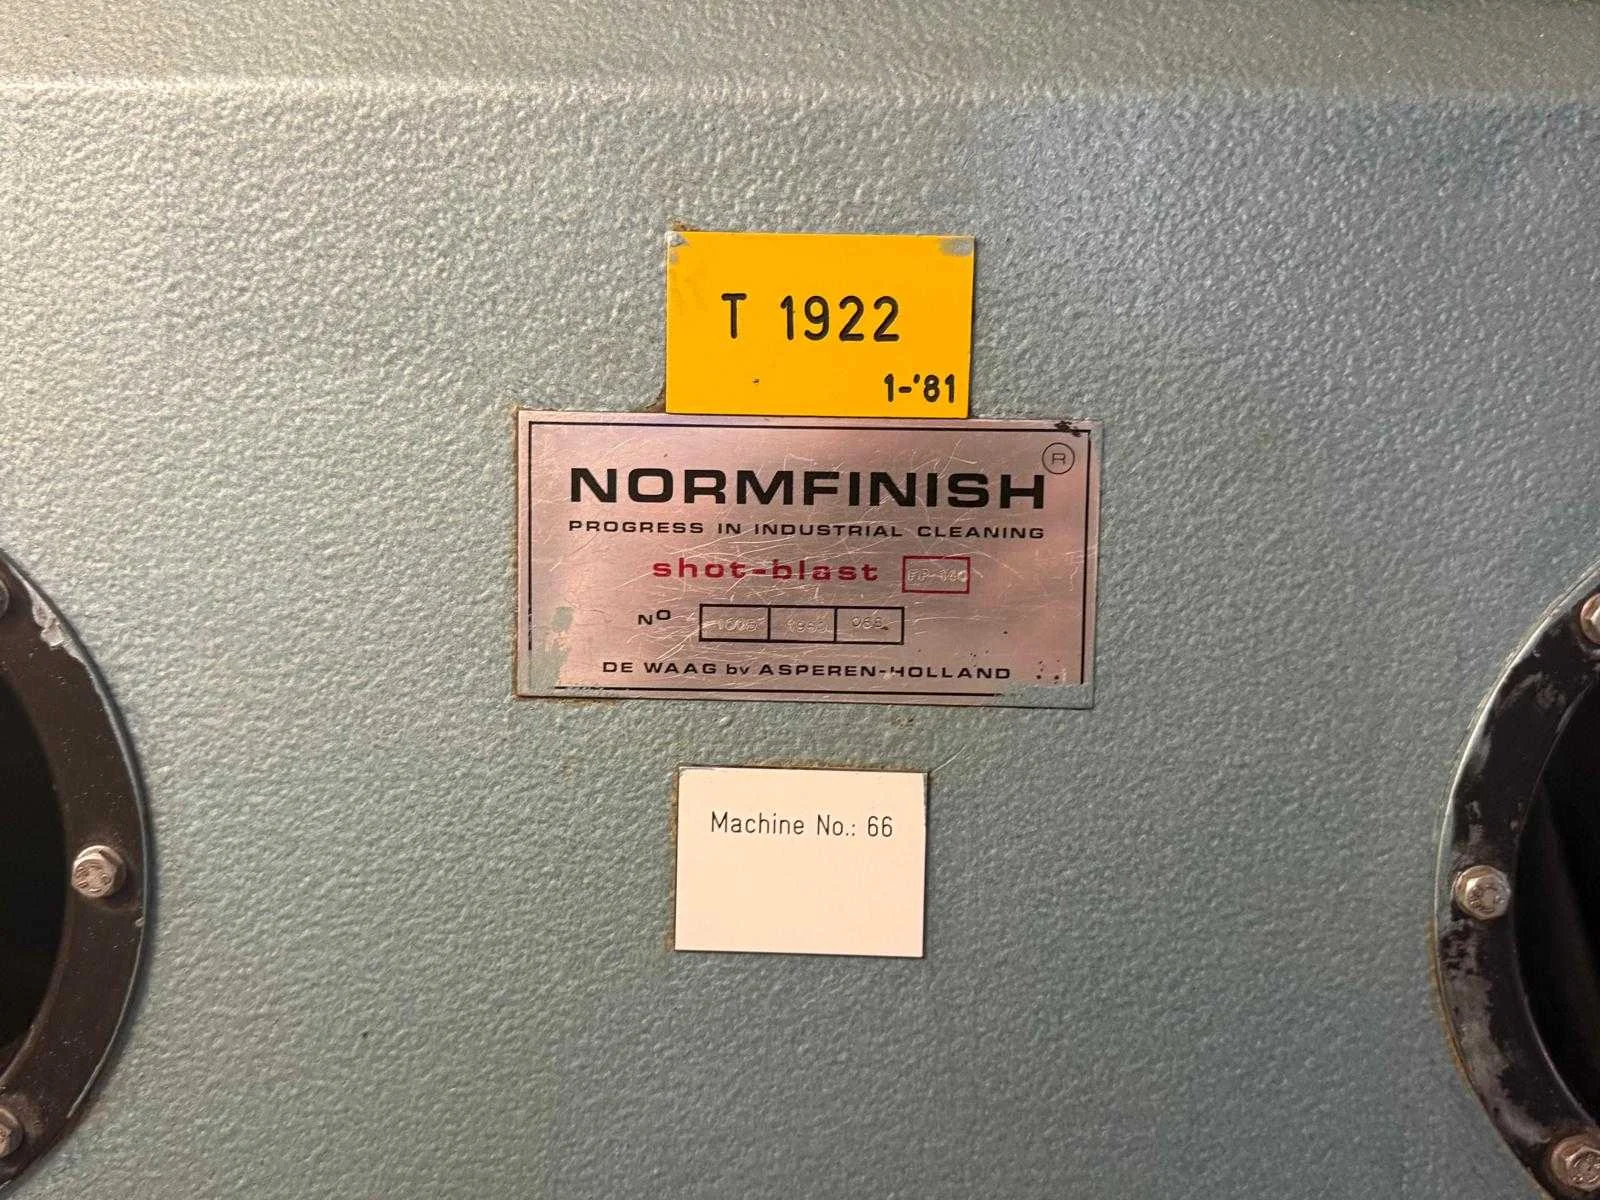 T 1922
1-'81
NORMFINISH ®
PROGRESS IN INDUSTRIAL CLEANING
shot-blast
No
DE WAAG bv ASPEREN-HOLLAND
Machine No.: 66